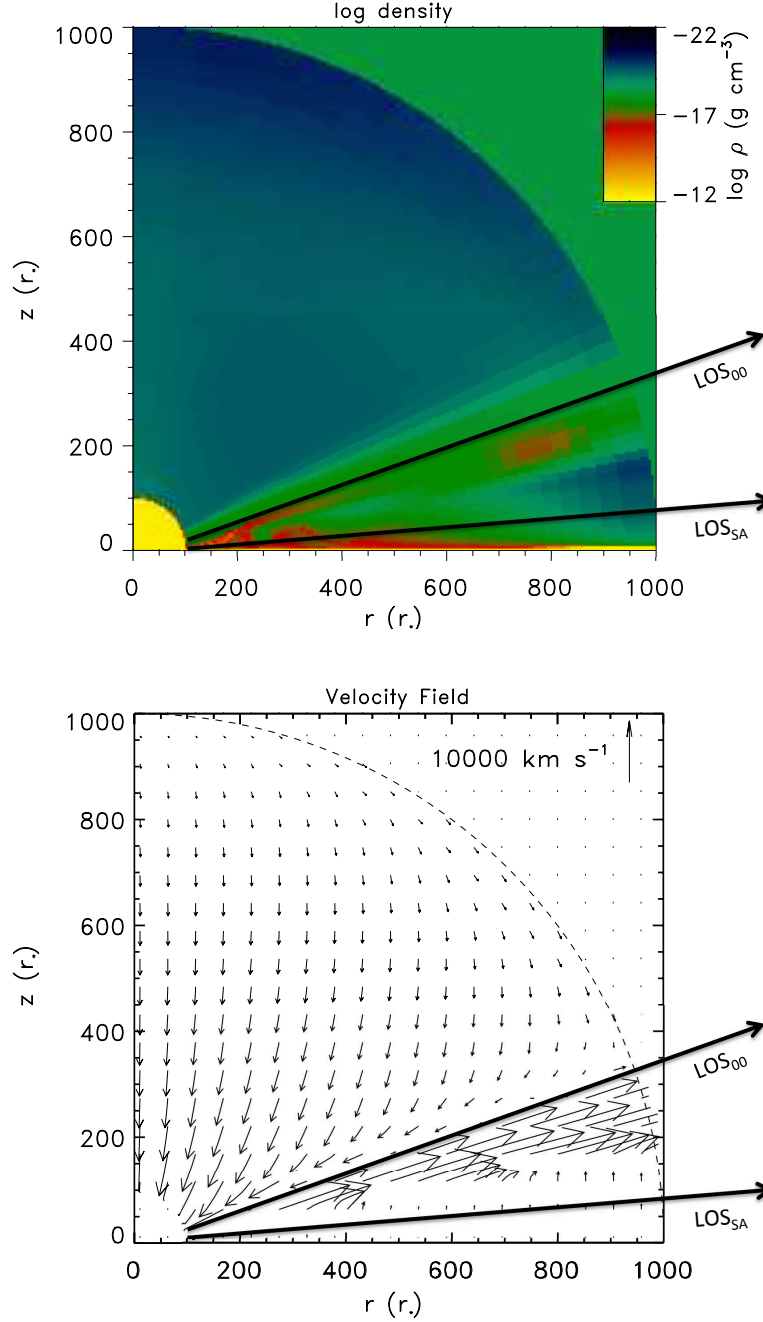 log density
1000
800
600
400
200
0
z (r.)
0 200 400 600 800 1000
r (r.)
−22
−17
−12
log ρ (g cm⁻³)
LOS₀₀
LOS_SA
Velocity Field
10000 km s⁻¹
1000
800
600
400
200
0
z (r.)
0 200 400 600 800 1000
r (r.)
LOS₀₀
LOS_SA